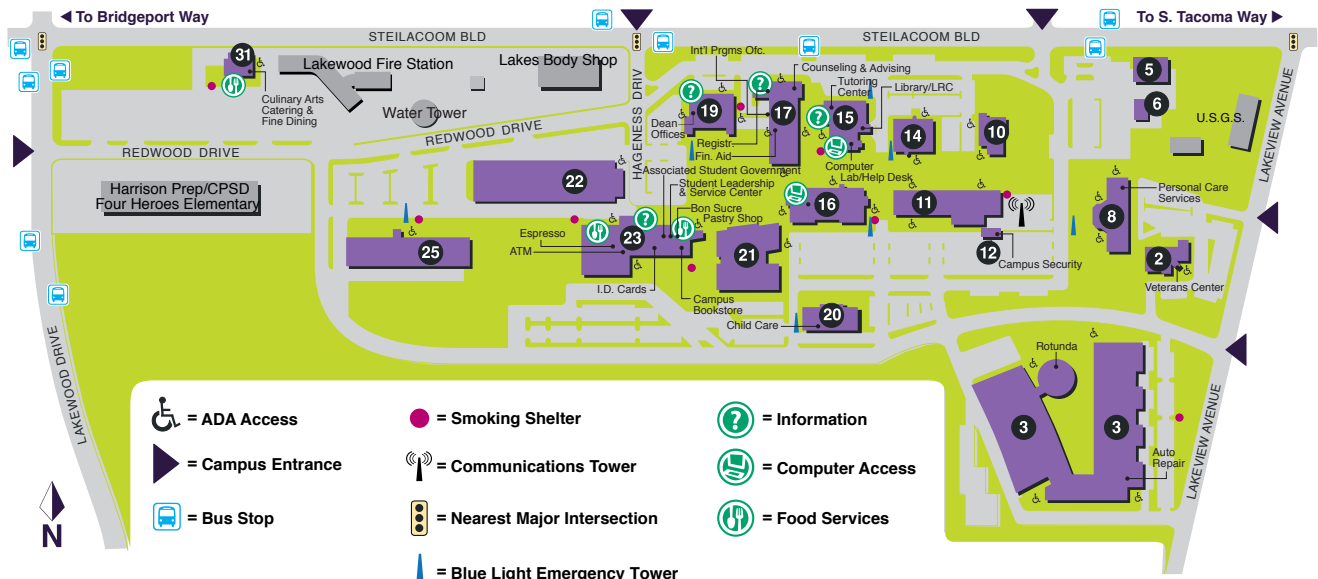 To Bridgeport Way
To S. Tacoma Way
STEILACOOM BLD
STEILACOOM BLD
31
Lakewood Fire Station
Lakes Body Shop
Culinary Arts
Catering &
Fine Dining
Water Tower
REDWOOD DRIVE
REDWOOD DRIVE
HAGENESS DRIV
Int'l Prgms Ofc.
Counseling & Advising
Tutoring
Center
Library/LRC
19
17
15
14
10
5
6
U.S.G.S.
Dean
Offices
Registr.
Fin. Aid
Computer
Lab/Help Desk
Associated Student Government
Student Leadership
& Service Center
Bon Sucre
Pastry Shop
Harrison Prep/CPSD
Four Heroes Elementary
22
16
11
8
Personal Care
Services
LAKEVIEW AVENUE
25
Espresso
ATM
23
21
12
Campus Security
2
Veterans Center
I.D. Cards
Campus
Bookstore
Child Care
20
Rotunda
3
3
Auto
Repair
LAKEWOOD DRIVE
LAKEVIEW AVENUE
= ADA Access
= Smoking Shelter
= Information
= Campus Entrance
= Communications Tower
= Computer Access
= Bus Stop
= Nearest Major Intersection
= Food Services
= Blue Light Emergency Tower
N